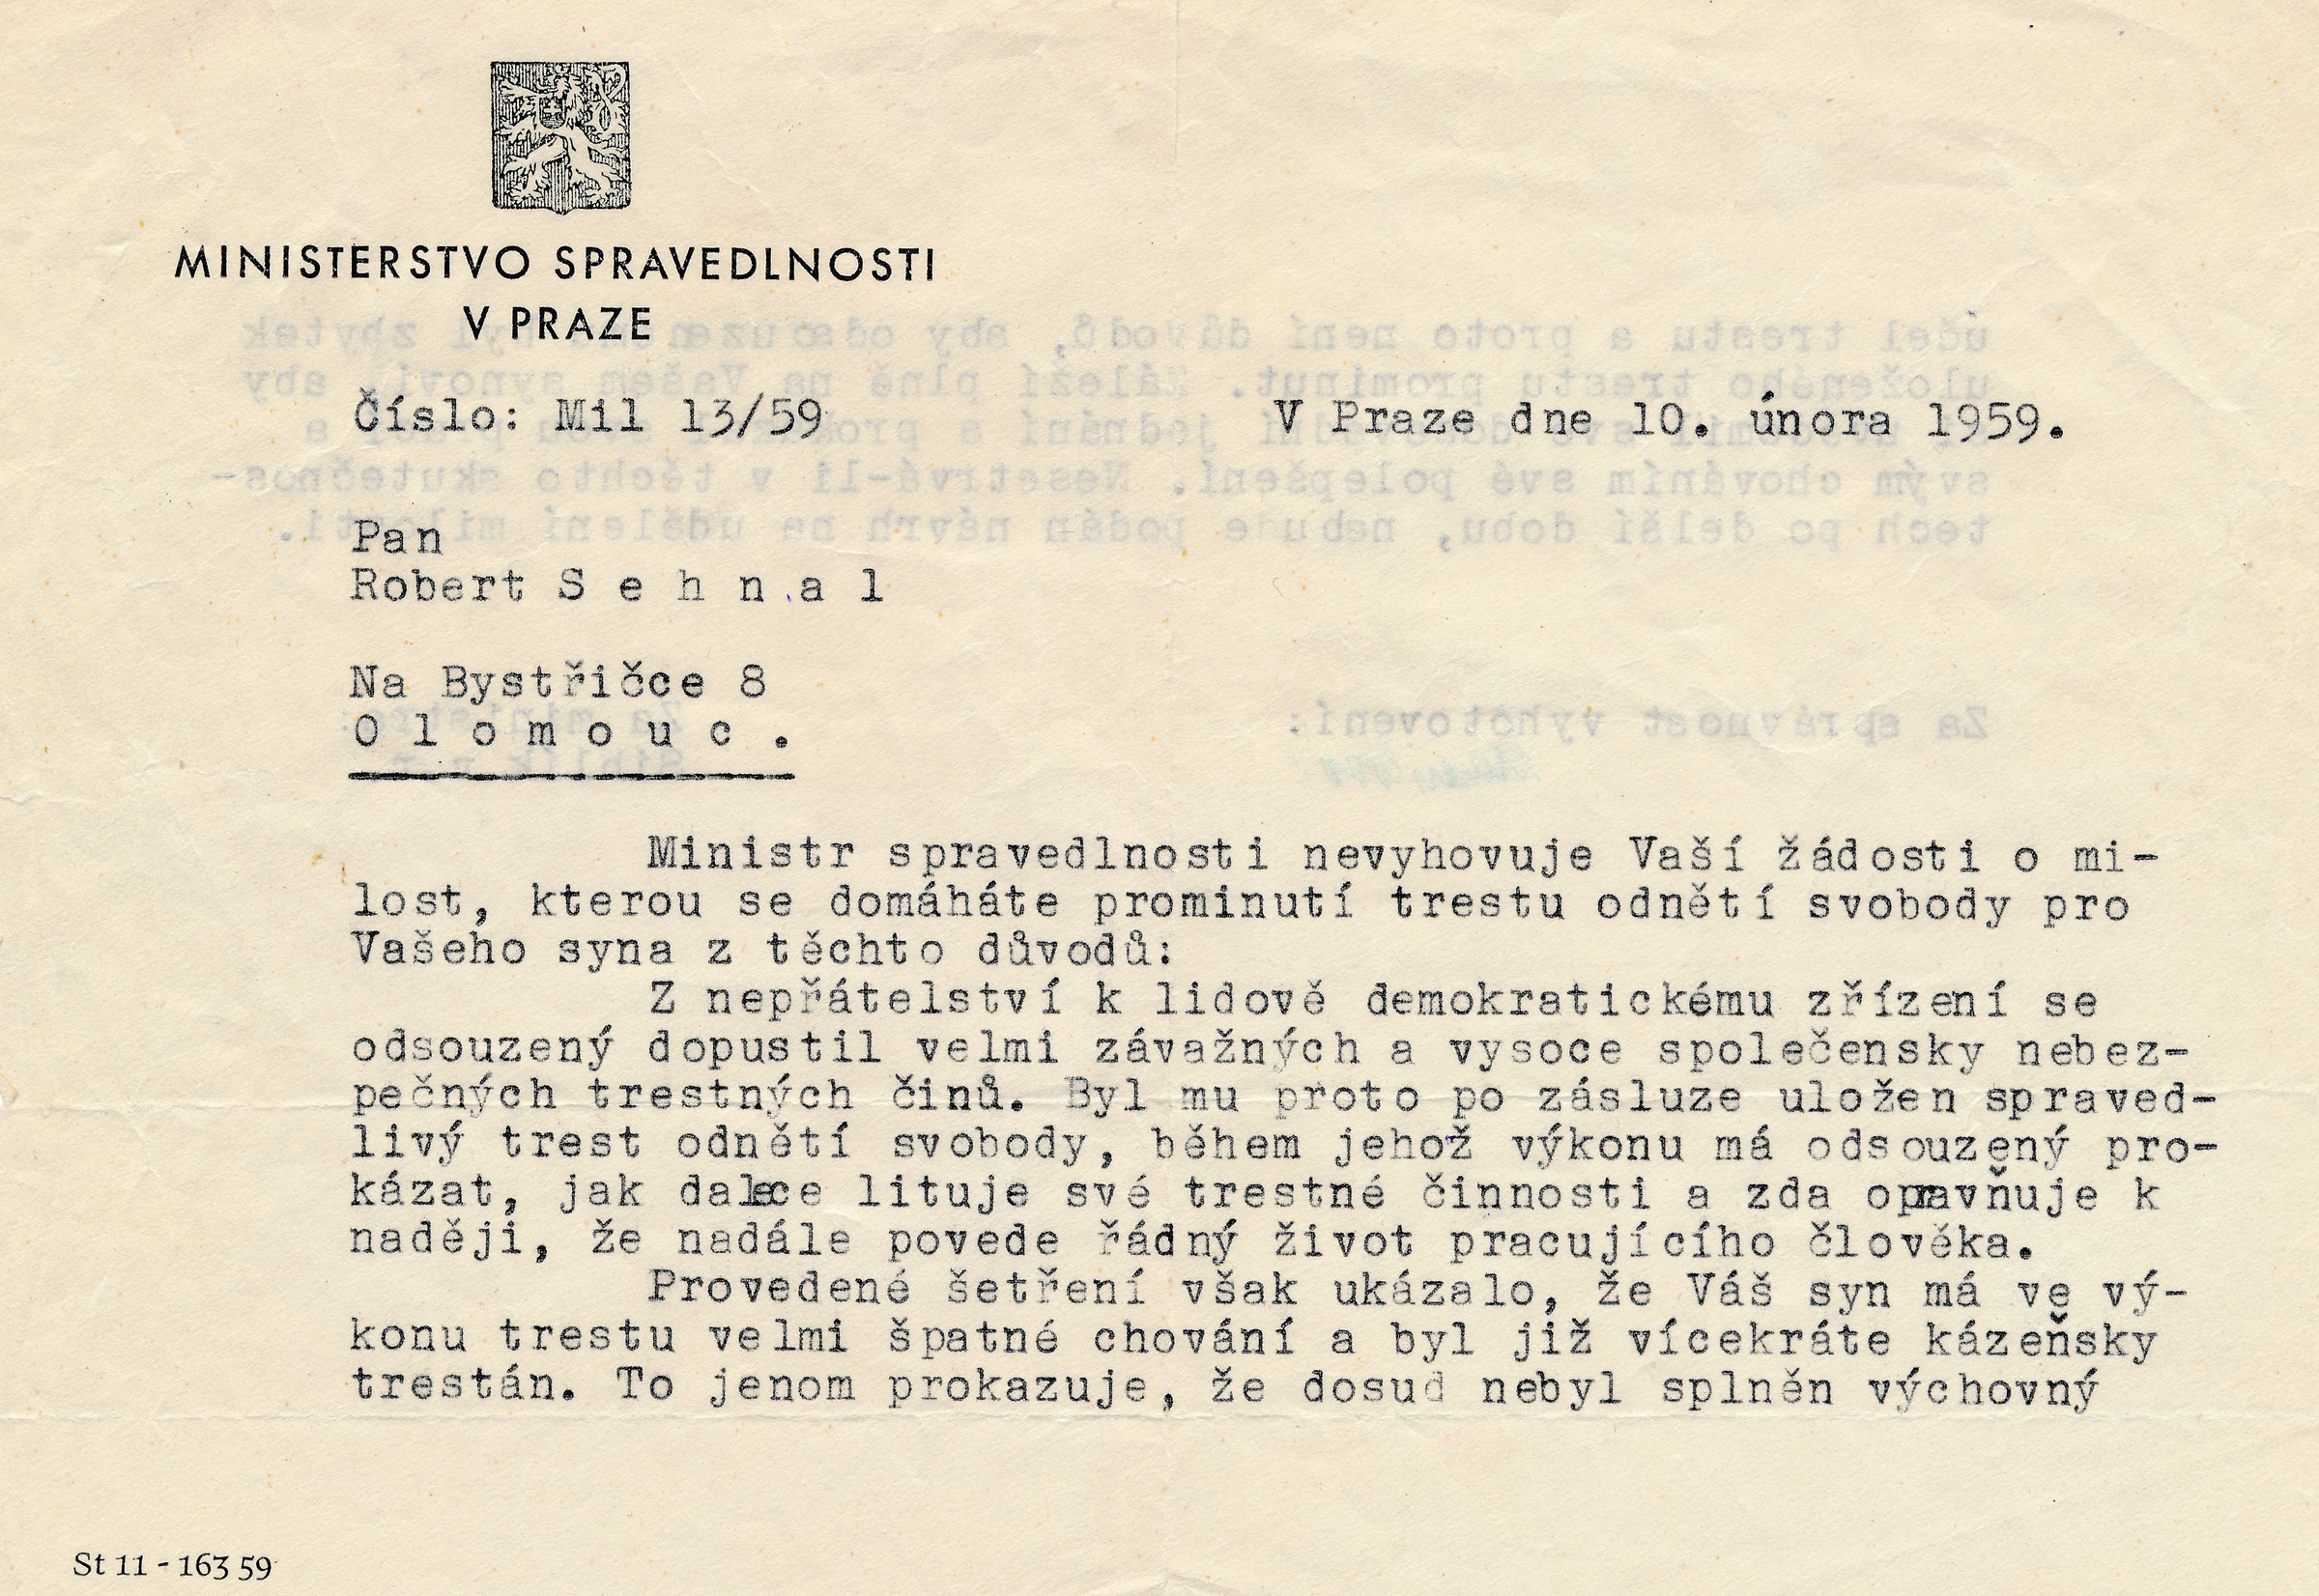 MINISTERSTVO SPRAVEDLNOSTI
V PRAZE
Číslo: Mil 13/59
V Praze dne 10. února 1959.
Pan
Robert S e h n a l
Na Bystřičce 8
O l o m o u c .
Ministr spravedlnosti nevyhovuje Vaší žádosti o mi-
lost, kterou se domáháte prominutí trestu odnětí svobody pro
Vašeho syna z těchto důvodů:
Z nepřátelství k lidově demokratickému zřízení se
odsouzený dopustil velmi závažných a vysoce společensky nebez-
pečných trestných činů. Byl mu proto po zásluze uložen spraved-
livý trest odnětí svobody, během jehož výkonu má odsouzený pro-
kázat, jak dalece lituje své trestné činnosti a zda opravňuje k
naději, že nadále povede řádný život pracujícího člověka.
Provedené šetření však ukázalo, že Váš syn má ve vý-
konu trestu velmi špatné chování a byl již vícekráte kázeňsky
trestán. To jenom prokazuje, že dosud nebyl splněn výchovný
St 11 - 163 59